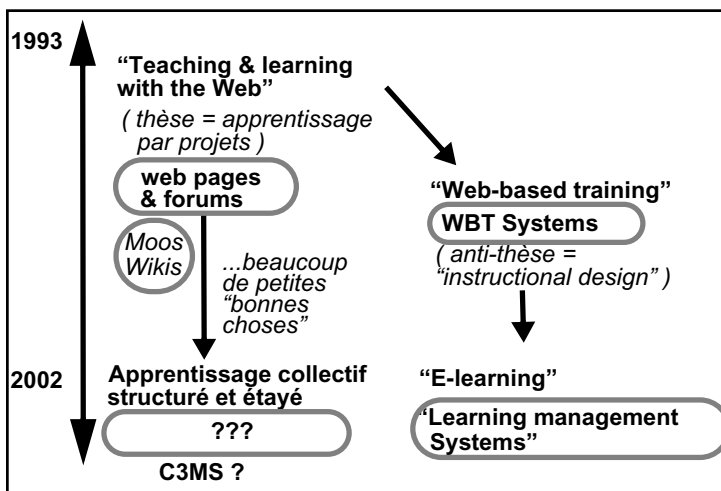 1993
“Teaching & learning
with the Web”
( thèse = apprentissage
par projets )
web pages
& forums
Moos
Wikis
...beaucoup
de petites
“bonnes
choses”
“Web-based training”
WBT Systems
( anti-thèse =
“instructional design” )
2002
Apprentissage collectif
structuré et étayé
???
C3MS ?
“E-learning”
“Learning management
Systems”